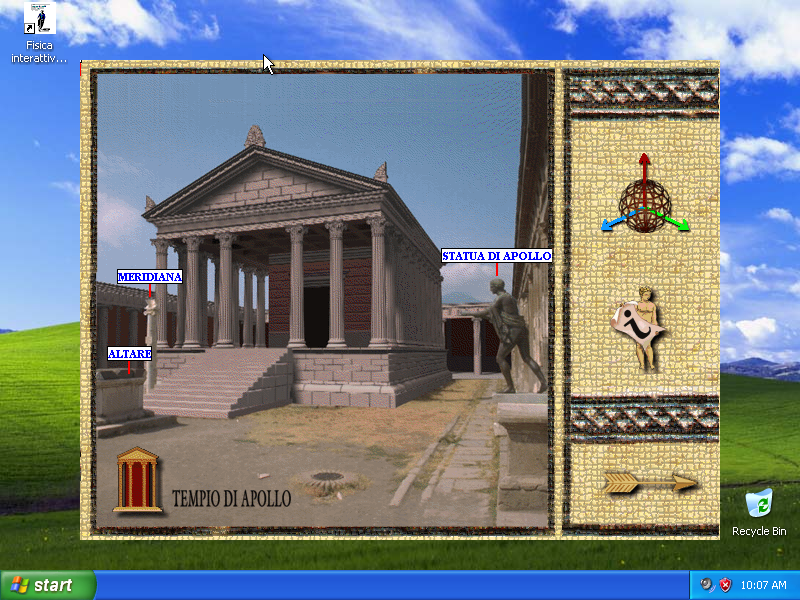 Fisica
interattiv...
MERIDIANA
STATUA DI APOLLO
ALTARE
TEMPIO DI APOLLO
Recycle Bin
start
10:07 AM